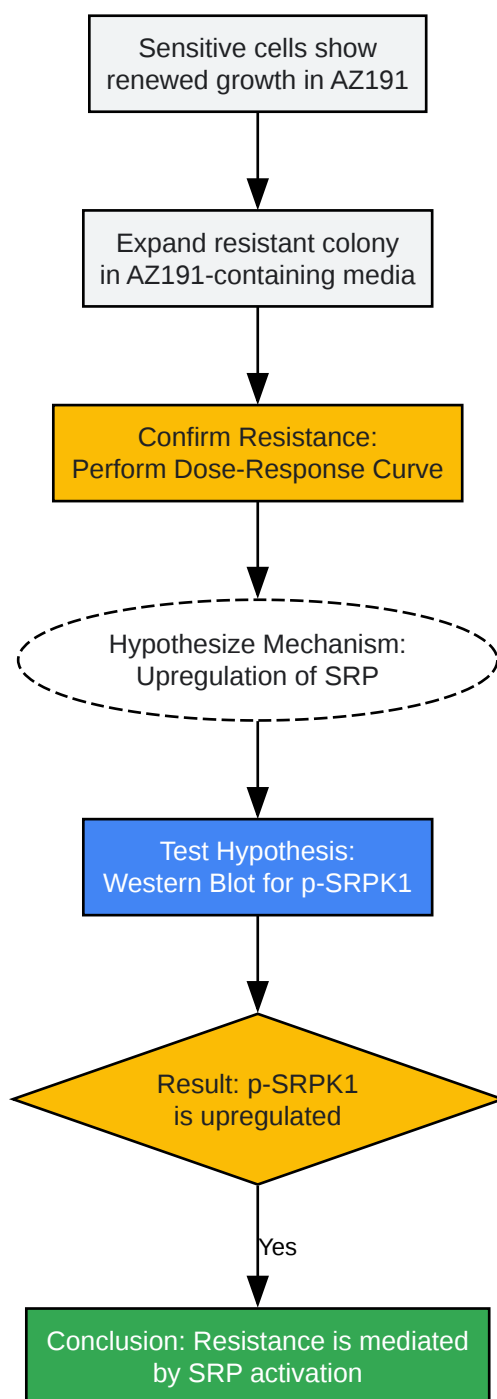 Sensitive cells show
renewed growth in AZ191
Expand resistant colony
in AZ191-containing media
Confirm Resistance:
Perform Dose-Response Curve
Hypothesize Mechanism:
Upregulation of SRP
Test Hypothesis:
Western Blot for p-SRPK1
Result: p-SRPK1
is upregulated
Yes
Conclusion: Resistance is mediated
by SRP activation